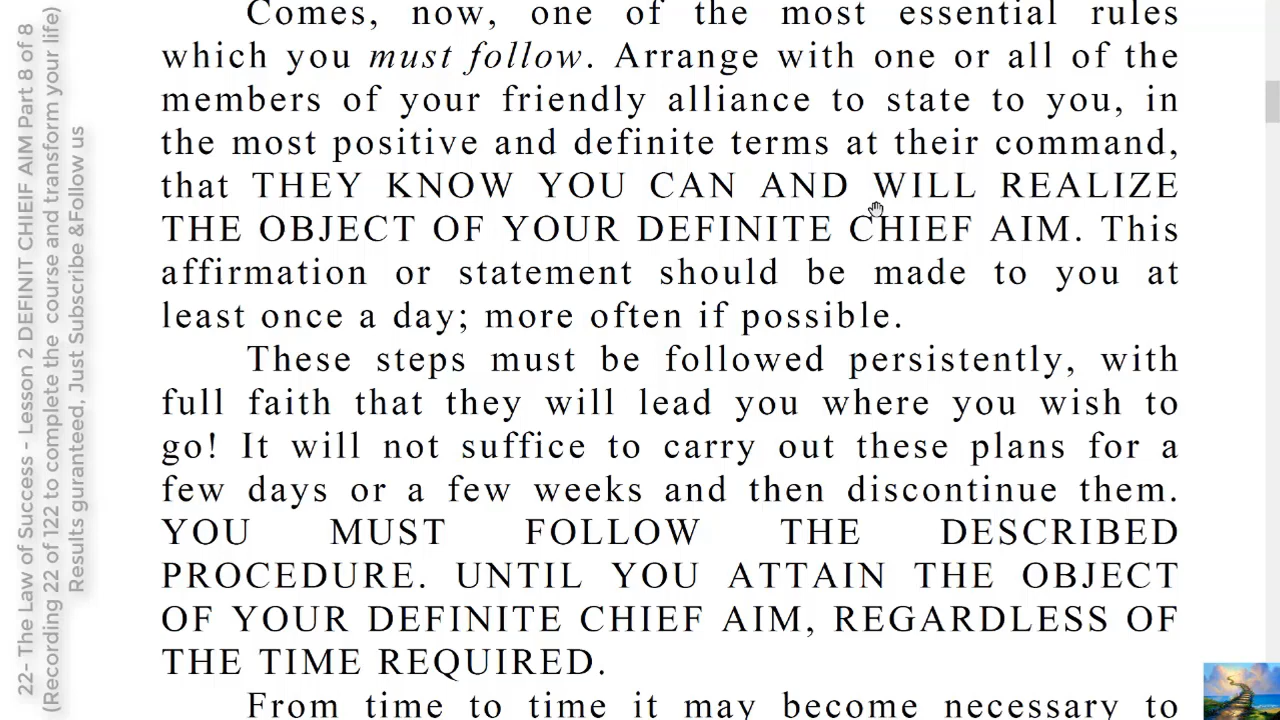 22- The Law of Success - Lesson 2 DEFINIT CHIEIF AIM Part 8 of 8
(Recording 22 of 122 to complete the course and transform your life)
Results guranteed, Just Subscribe &Follow us
Comes, now, one of the most essential rules
which you must follow. Arrange with one or all of the
members of your friendly alliance to state to you, in
the most positive and definite terms at their command,
that THEY KNOW YOU CAN AND WILL REALIZE
THE OBJECT OF YOUR DEFINITE CHIEF AIM. This
affirmation or statement should be made to you at
least once a day; more often if possible.
These steps must be followed persistently, with
full faith that they will lead you where you wish to
go! It will not suffice to carry out these plans for a
few days or a few weeks and then discontinue them.
YOU MUST FOLLOW THE DESCRIBED
PROCEDURE. UNTIL YOU ATTAIN THE OBJECT
OF YOUR DEFINITE CHIEF AIM, REGARDLESS OF
THE TIME REQUIRED.
From time to time it may become necessary to